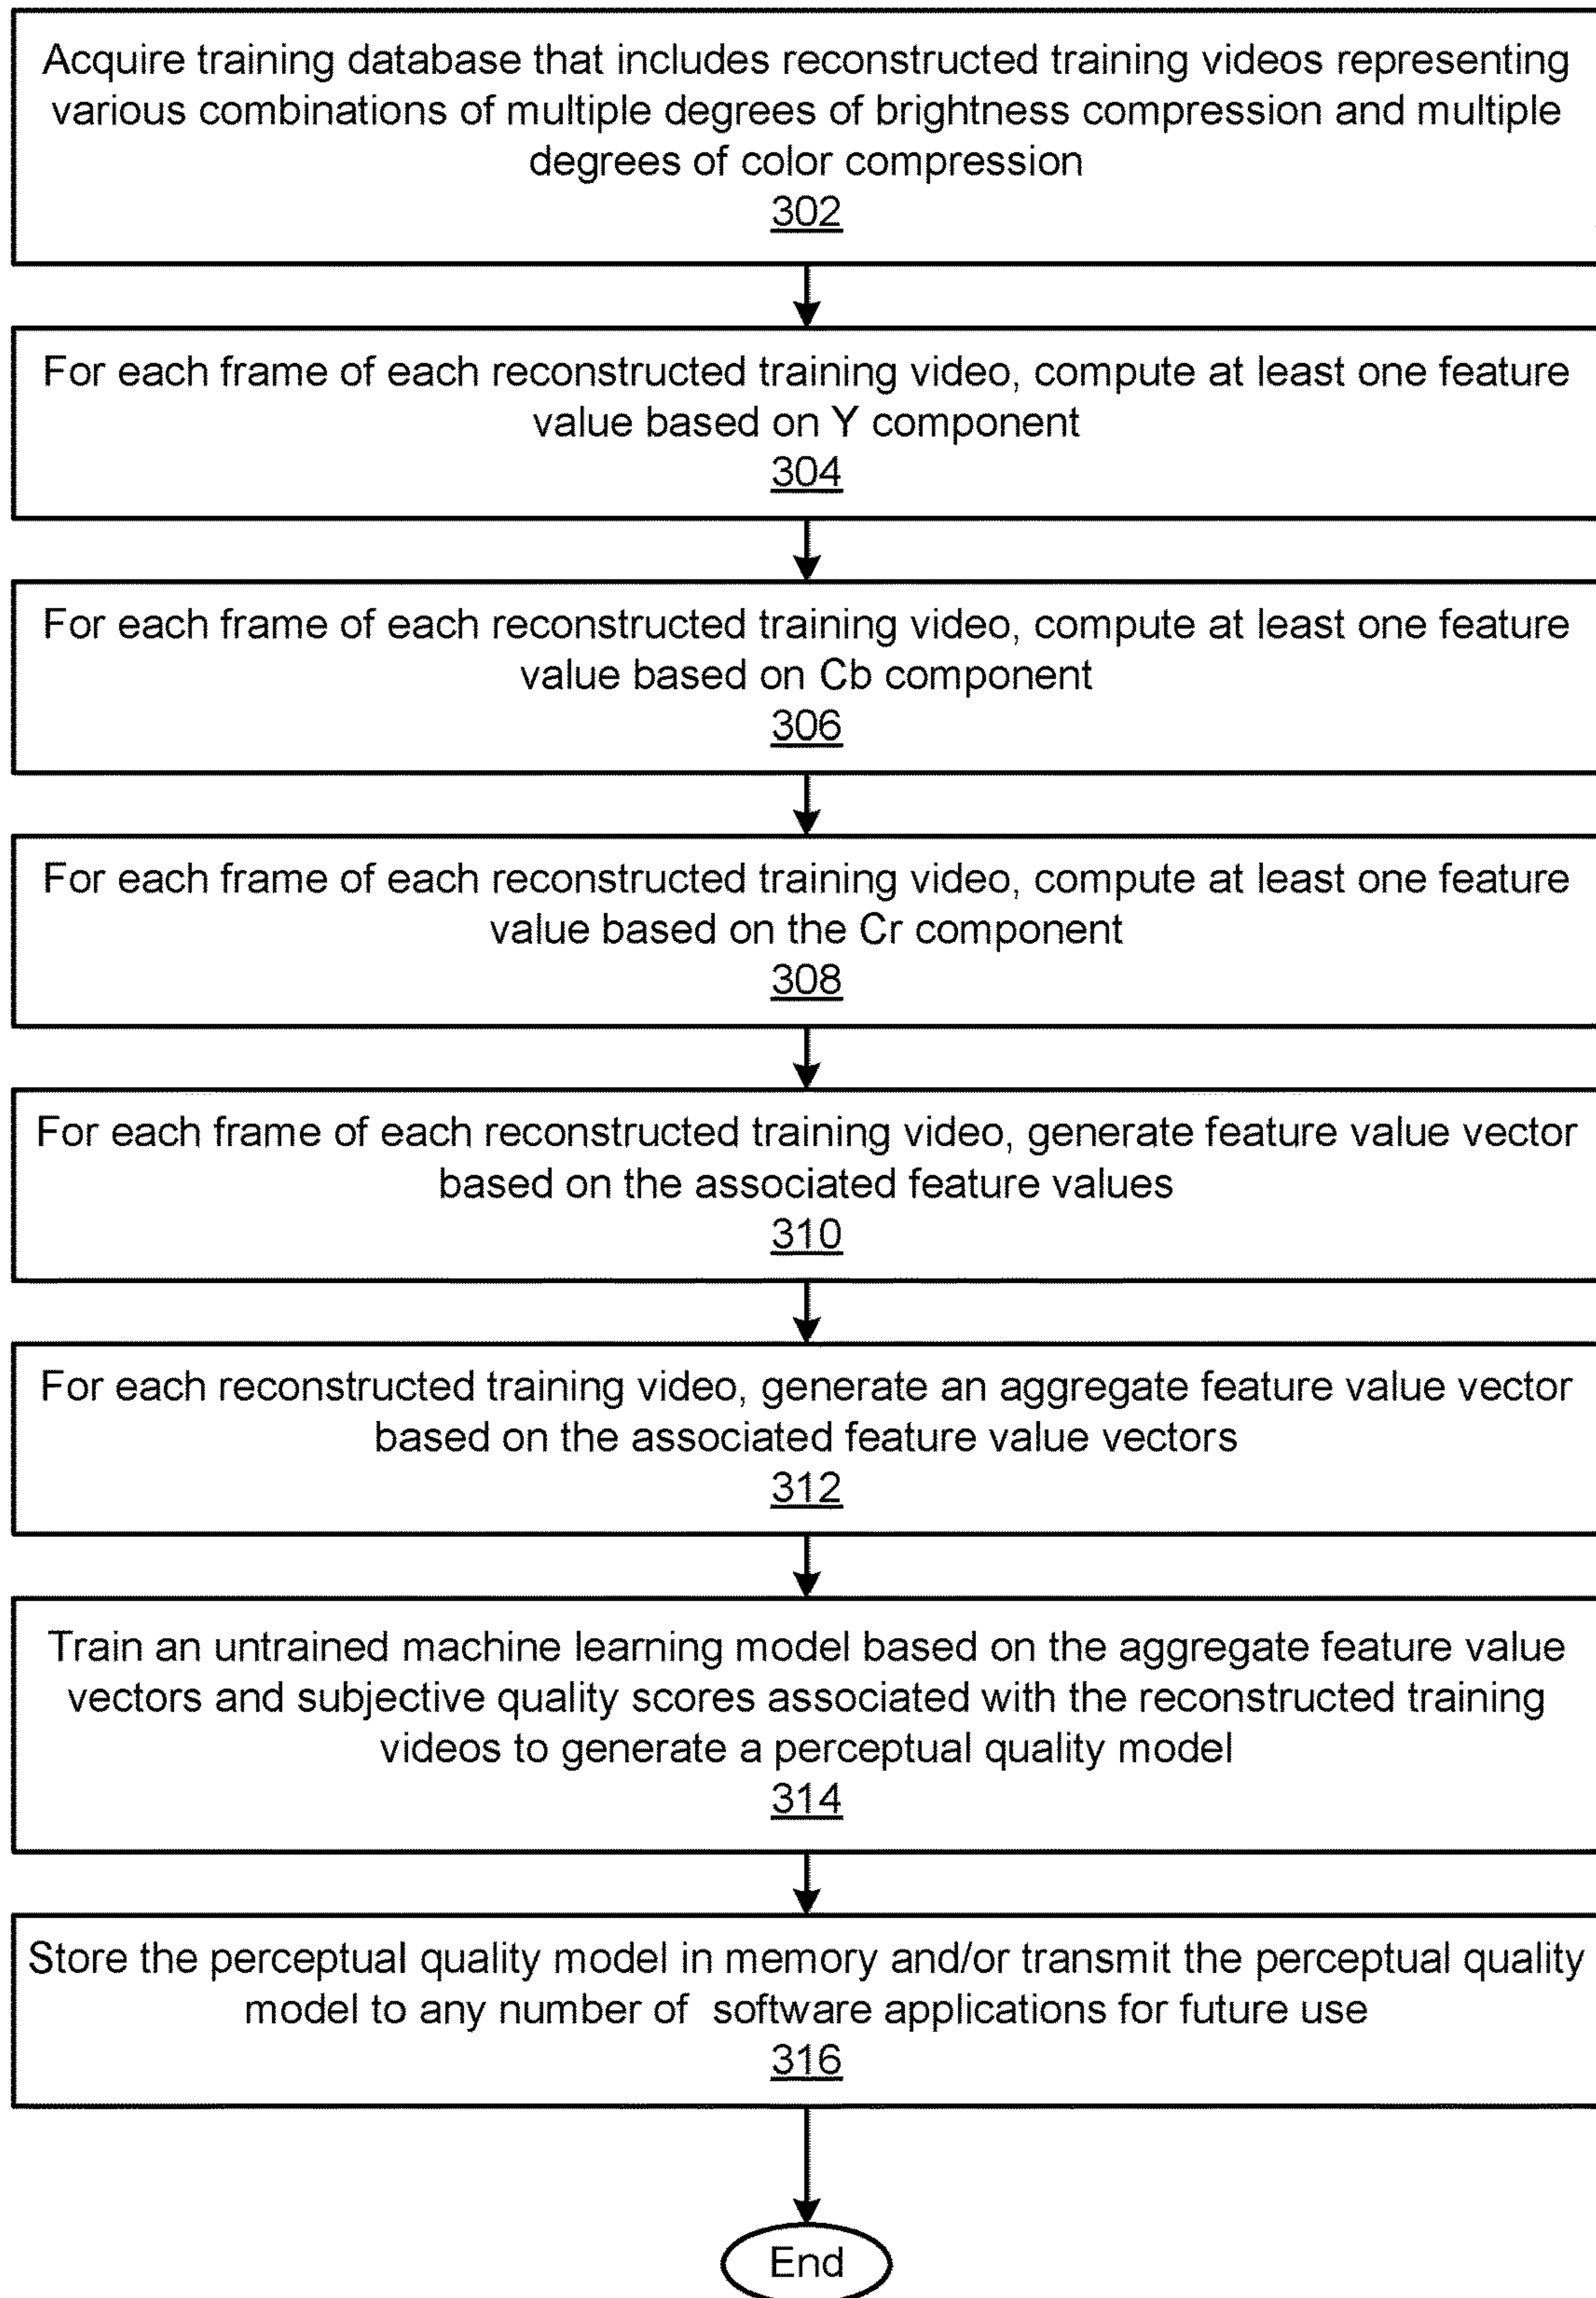 Acquire training database that includes reconstructed training videos representing
various combinations of multiple degrees of brightness compression and multiple
degrees of color compression
302
For each frame of each reconstructed training video, compute at least one feature
value based on Y component
304
For each frame of each reconstructed training video, compute at least one feature
value based on Cb component
306
For each frame of each reconstructed training video, compute at least one feature
value based on the Cr component
308
For each frame of each reconstructed training video, generate feature value vector
based on the associated feature values
310
For each reconstructed training video, generate an aggregate feature value vector
based on the associated feature value vectors
312
Train an untrained machine learning model based on the aggregate feature value
vectors and subjective quality scores associated with the reconstructed training
videos to generate a perceptual quality model
314
Store the perceptual quality model in memory and/or transmit the perceptual quality
model to any number of software applications for future use
316
End